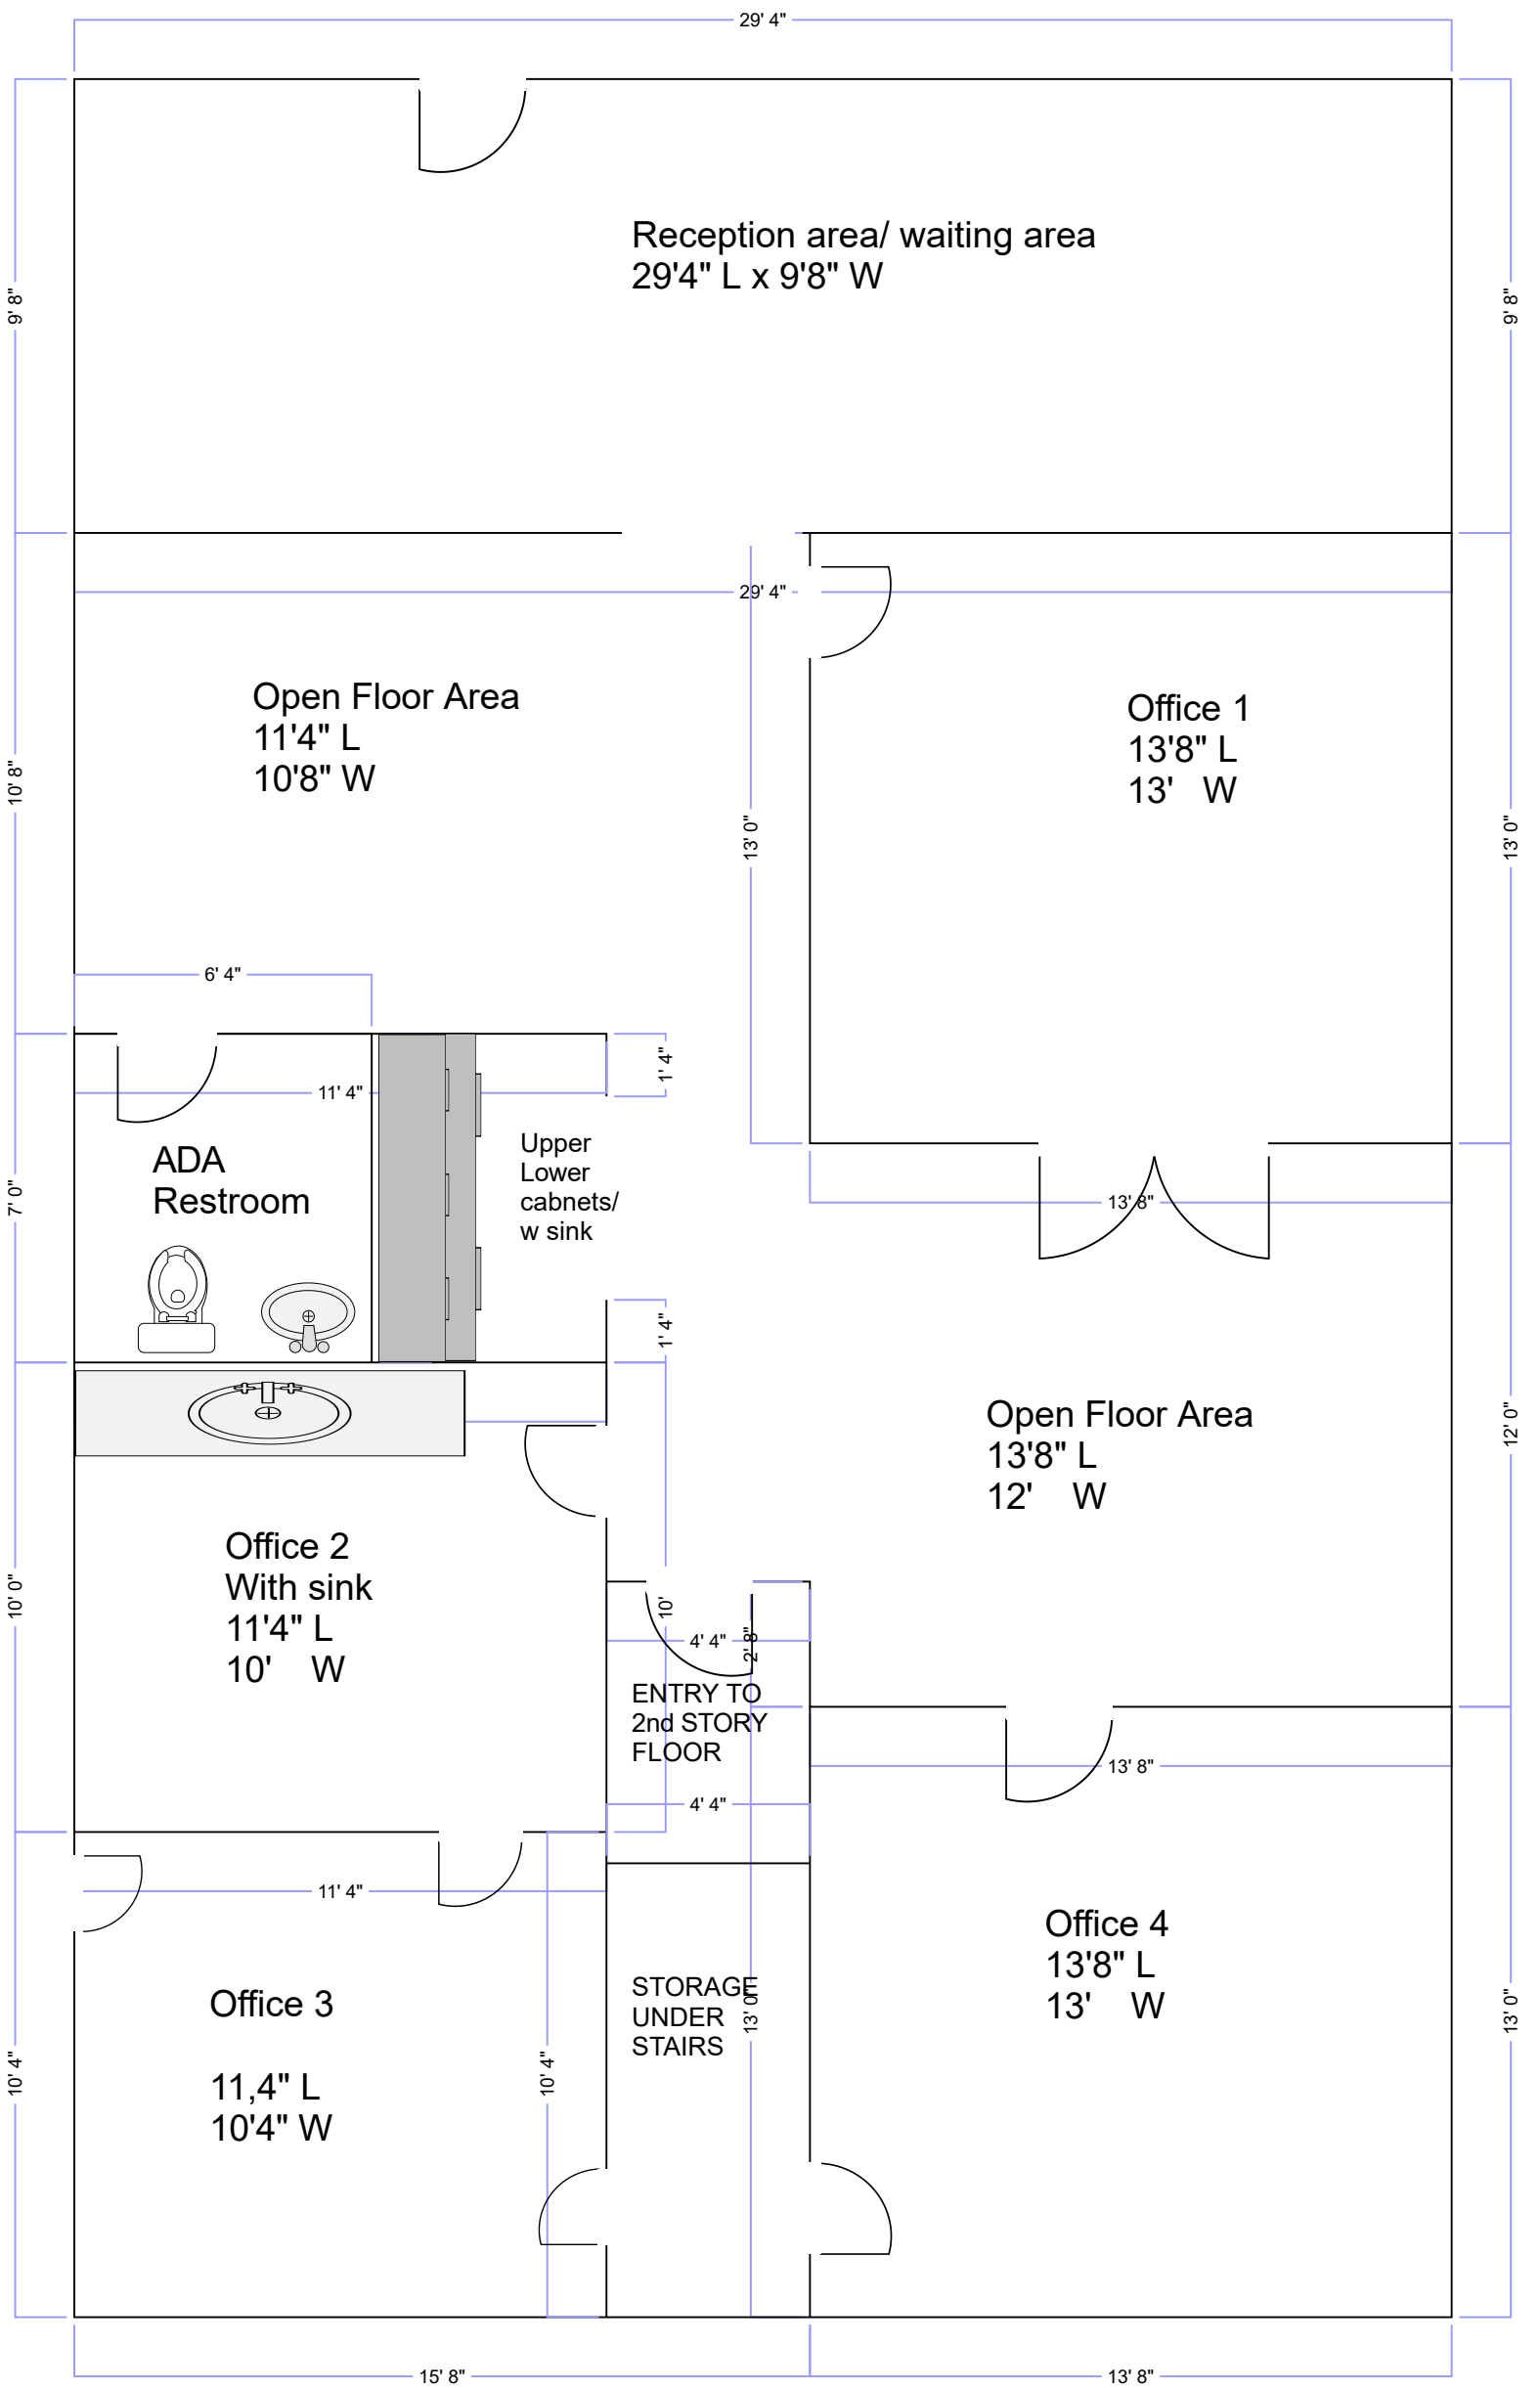 29' 4"
9' 8"
9' 8"
Reception area/ waiting area
29'4" L x 9'8" W
29' 4"
Open Floor Area
11'4" L
10'8" W
Office 1
13'8" L
13' W
10' 8"
13' 0"
13' 0"
6' 4"
1' 4"
11' 4"
ADA
Restroom
Upper
Lower
cabnets/
w sink
7' 0"
13' 8"
1' 4"
Open Floor Area
13'8" L
12' W
12' 0"
Office 2
With sink
11'4" L
10' W
10' 0"
10'
4' 4"
2' 8"
ENTRY TO
2nd STORY
FLOOR
13' 8"
4' 4"
11' 4"
Office 3
11,4" L
10'4" W
10' 4"
10' 4"
STORAGE
UNDER
STAIRS
13' 0"
Office 4
13'8" L
13' W
13' 0"
15' 8"
13' 8"